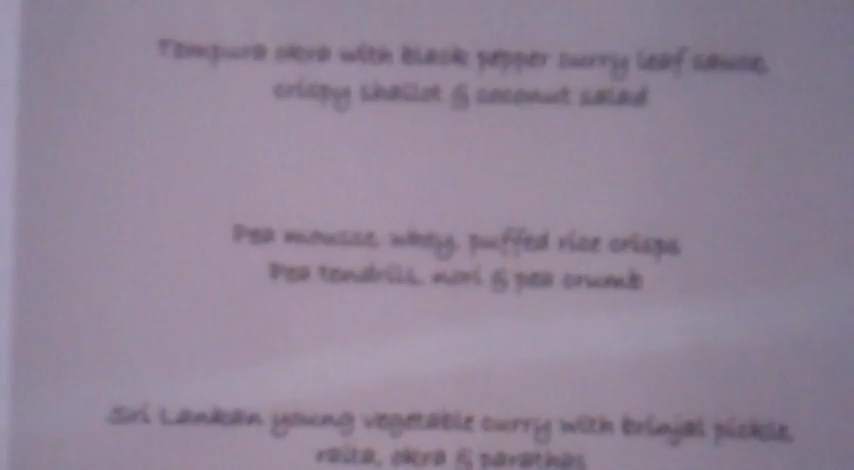 Tempura okra with black pepper curry leaf sauce,
crispy shallot & coconut salad
Pea mousse, whey, puffed rice crisps
Pea tendrils, nori & pea crumb
Sri Lankan young vegetable curry with brinjal pickle,
raita, okra & parathas